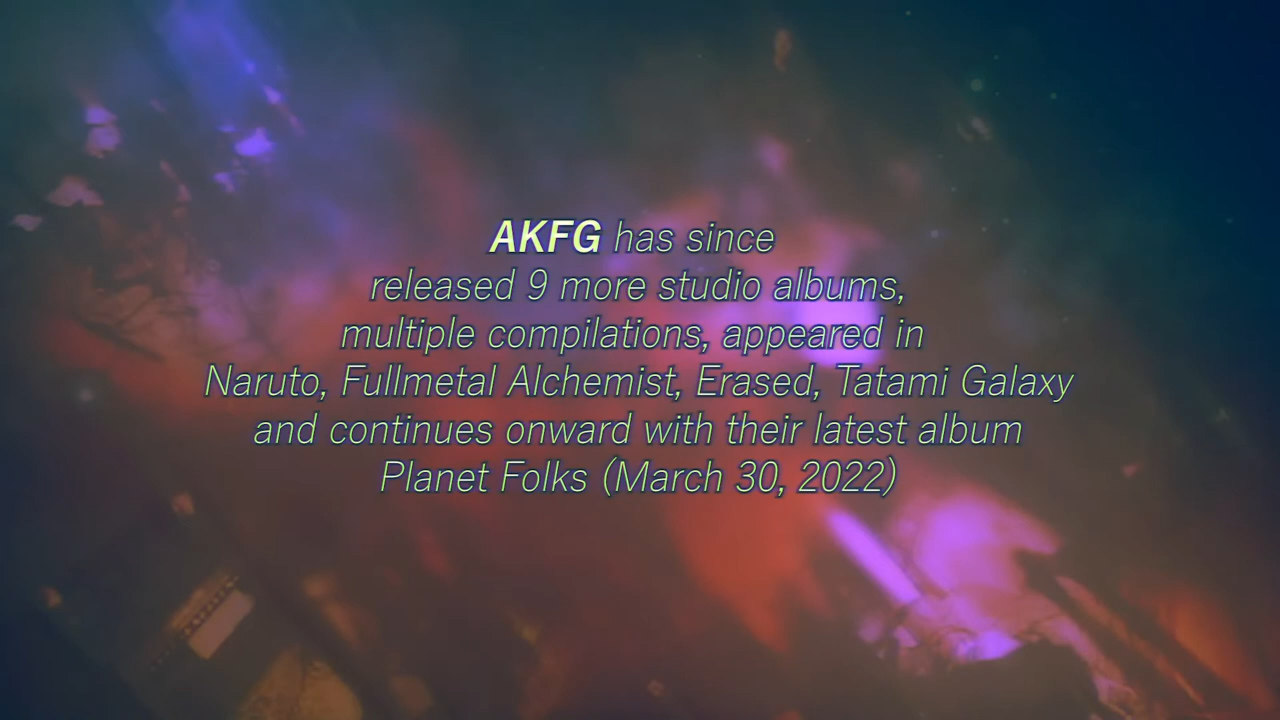 AKFG has since
released 9 more studio albums,
multiple compilations, appeared in
Naruto, Fullmetal Alchemist, Erased, Tatami Galaxy
and continues onward with their latest album
Planet Folks (March 30, 2022)